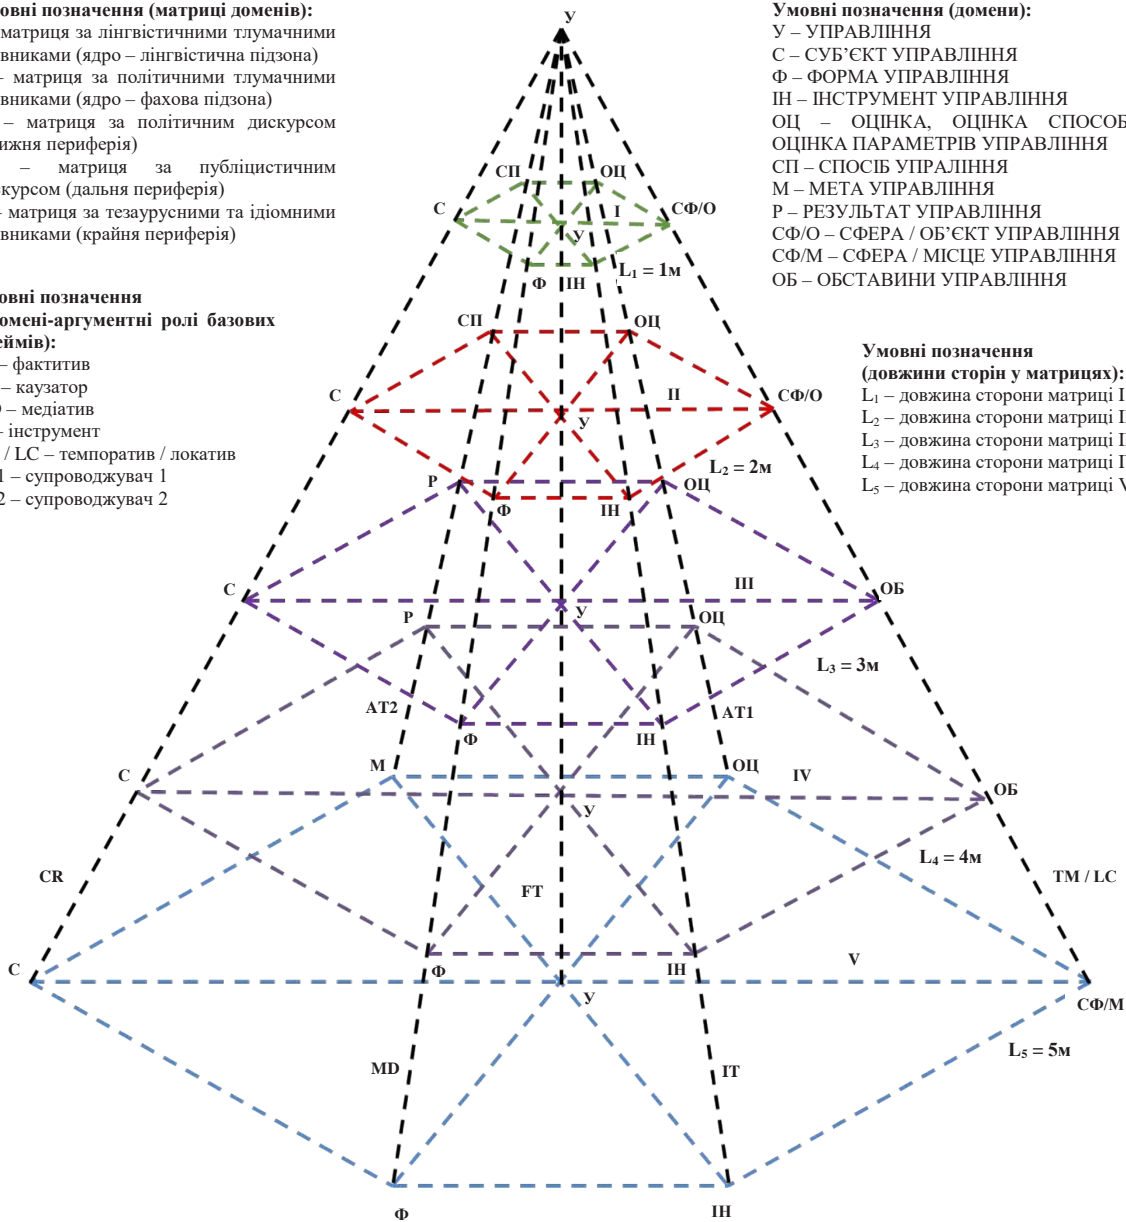 У
овні позначення (матриці доменів):
матриця за лінгвістичними тлумачними
вниками (ядро – лінгвістична підзона)
– матриця за політичними тлумачними
вниками (ядро – фахова підзона)
– матриця за політичним дискурсом
ижня периферія)
– матриця за публіцистичним
скурсом (дальня периферія)
– матриця за тезаурусними та ідіомними
вниками (крайня периферія)
овні позначення
омені-аргументні ролі базових
еймів):
– фактитив
– каузатор
– медіатив
– інструмент
/ LC – темпоратив / локатив
1 – супроводжувач 1
2 – супроводжувач 2
Умовні позначення (домени):
У – УПРАВЛІННЯ
С – СУБ’ЄКТ УПРАВЛІННЯ
Ф – ФОРМА УПРАВЛІННЯ
ІН – ІНСТРУМЕНТ УПРАВЛІННЯ
ОЦ – ОЦІНКА, ОЦІНКА СПОСОБ
ОЦІНКА ПАРАМЕТРІВ УПРАВЛІННЯ
СП – СПОСІБ УПРАЛІННЯ
М – МЕТА УПРАВЛІННЯ
Р – РЕЗУЛЬТАТ УПРАВЛІННЯ
СФ/О – СФЕРА / ОБ’ЄКТ УПРАВЛІННЯ
СФ/М – СФЕРА / МІСЦЕ УПРАВЛІННЯ
ОБ – ОБСТАВИНИ УПРАВЛІННЯ
Умовні позначення
(довжини сторін у матрицях):
L₁ – довжина сторони матриці I
L₂ – довжина сторони матриці I
L₃ – довжина сторони матриці I
L₄ – довжина сторони матриці I
L₅ – довжина сторони матриці V
СП ОЦ
С I СФ/О
У
Ф ІН L₁ = 1м
СП ОЦ
С II СФ/О
У
L₂ = 2м
Р ОЦ
Ф ІН
С III ОБ
У
Р ОЦ
L₃ = 3м
АТ2 АТ1
Ф ІН
М ОЦ
С IV ОБ
У
L₄ = 4м
CR FT TM / LC
Ф ІН
С V
У СФ/М
L₅ = 5м
MD IT
Ф ІН